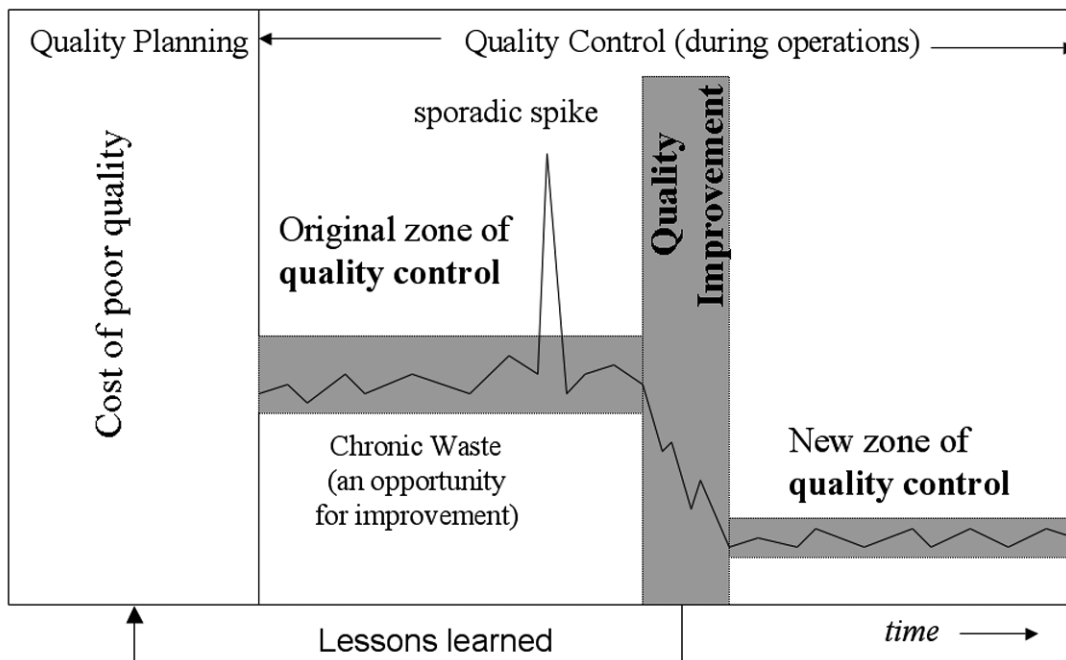 Quality Planning
Quality Control (during operations)
sporadic spike
Quality
Improvement
Cost of poor quality
Original zone of
quality control
Chronic Waste
(an opportunity
for improvement)
New zone of
quality control
Lessons learned
time